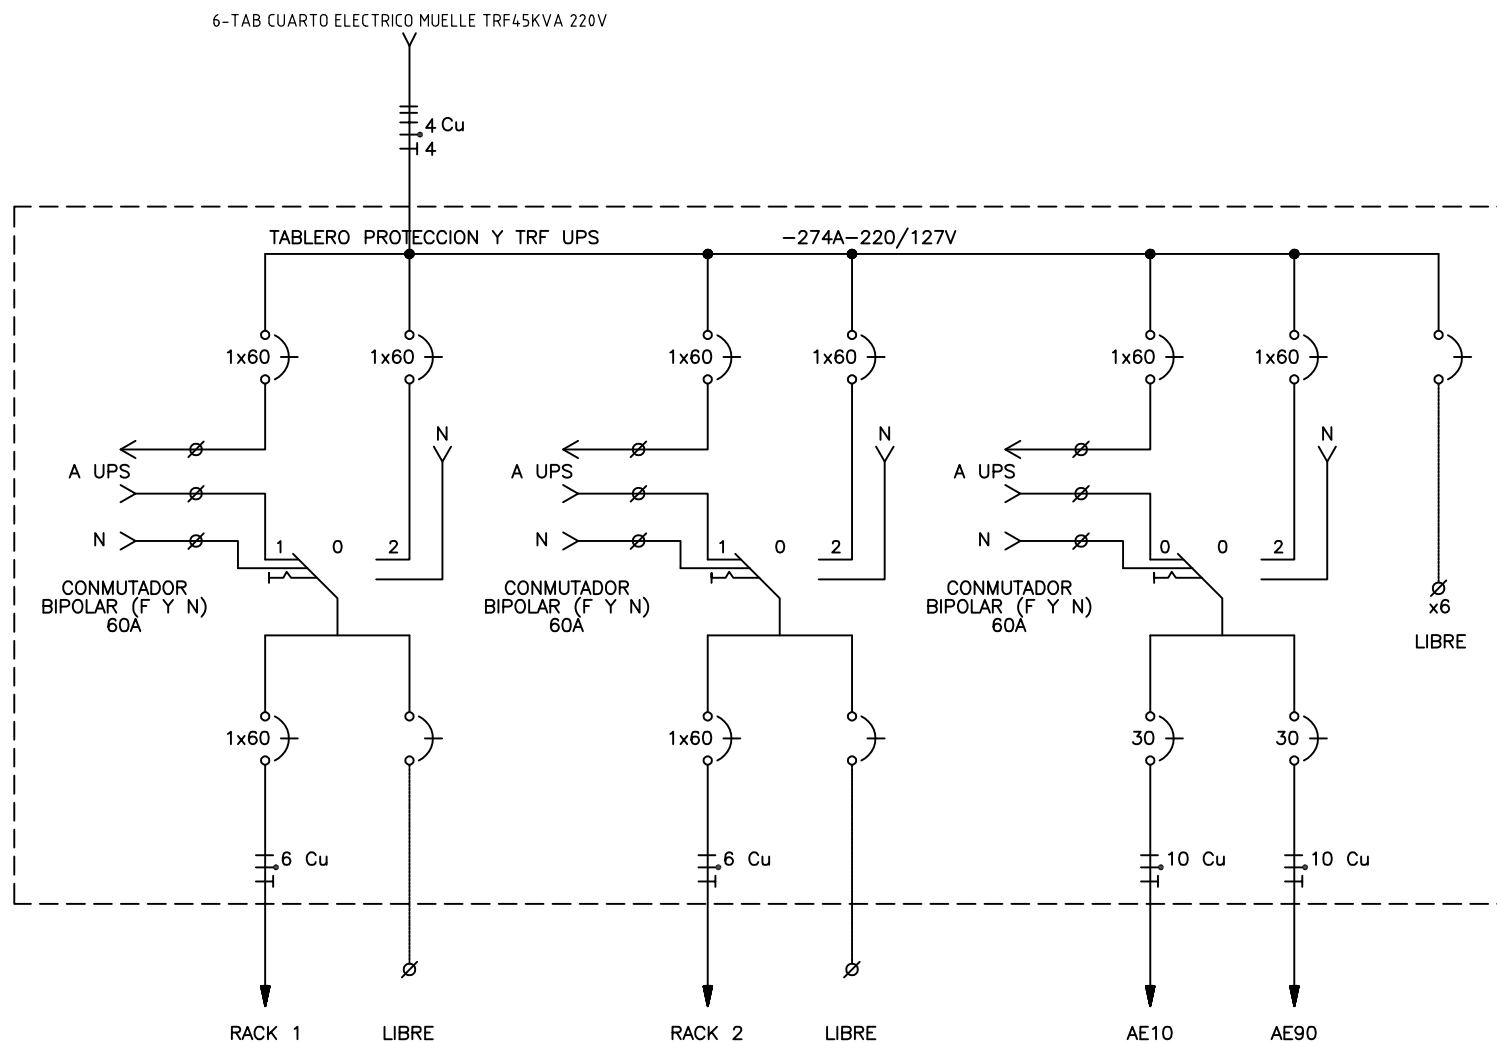 6-TAB CUARTO ELECTRICO MUELLE TRF45KVA 220V
4 Cu
4
TABLERO PROTECCION Y TRF UPS -274A-220/127V
1x60 1x60 1x60 1x60 1x60 1x60
N N N
A UPS A UPS A UPS
N 1 0 2 N 1 0 2 N 0 0 2
CONMUTADOR
BIPOLAR (F Y N)
60A
CONMUTADOR
BIPOLAR (F Y N)
60A
CONMUTADOR
BIPOLAR (F Y N)
60A
x6
LIBRE
1x60 1x60 30 30
6 Cu 6 Cu 10 Cu 10 Cu
RACK 1 LIBRE RACK 2 LIBRE AE10 AE90